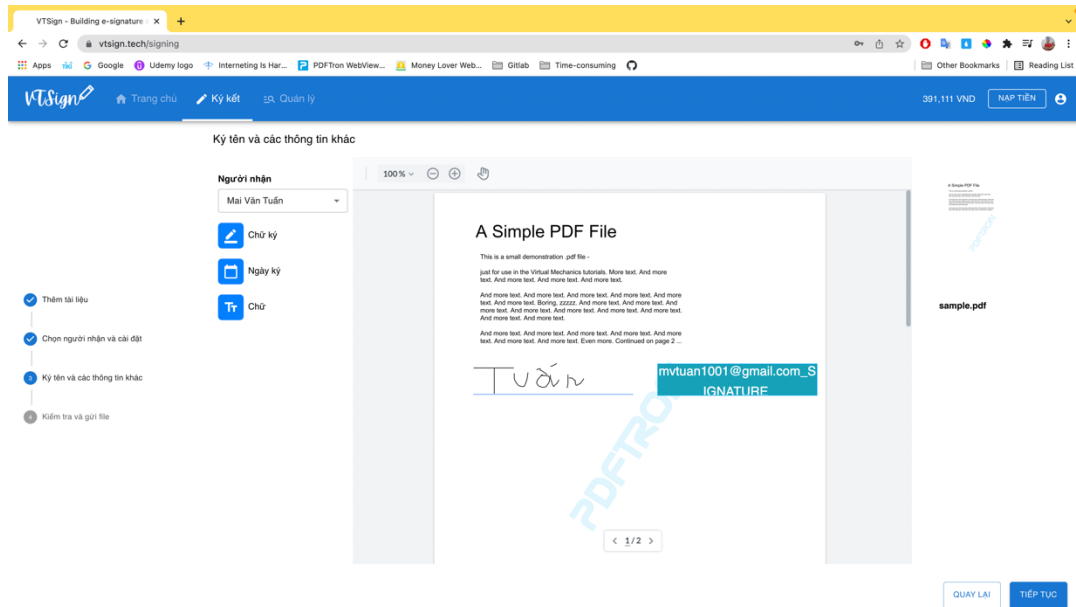 VTSign - Building e-signature
vtsign.tech/signing
Apps
Google
Udemy logo
Interneting Is Har...
PDFTron WebView...
Money Lover Web...
Gitlab
Time-consuming
Other Bookmarks
Reading List
VTSign
Trang chủ
Ký kết
Quản lý
391,111 VND
NẠP TIỀN
Ký tên và các thông tin khác
Người nhận
Mai Văn Tuấn
Chữ ký
Ngày ký
Tr
Chữ
Thêm tài liệu
Chọn người nhận và cài đặt
3 Ký tên và các thông tin khác
4 Kiểm tra và gửi file
100%
A Simple PDF File
This is a small demonstration .pdf file -
just for use in the Virtual Mechanics tutorials. More text. And more
text. And more text. And more text. And more text.
And more text. And more text. And more text. And more text. And more
text. And more text. Boring, zzzzz. And more text. And more text. And
more text. And more text. And more text. And more text. And more text.
And more text. And more text.
And more text. And more text. And more text. And more text. And more
text. And more text. And more text. Even more. Continued on page 2 ...
Tuấn
mvtuan1001@gmail.com_S
IGNATURE
PDFTRON
1/2
A Simple PDF File
PDFTRON
sample.pdf
QUAY LẠI
TIẾP TỤC